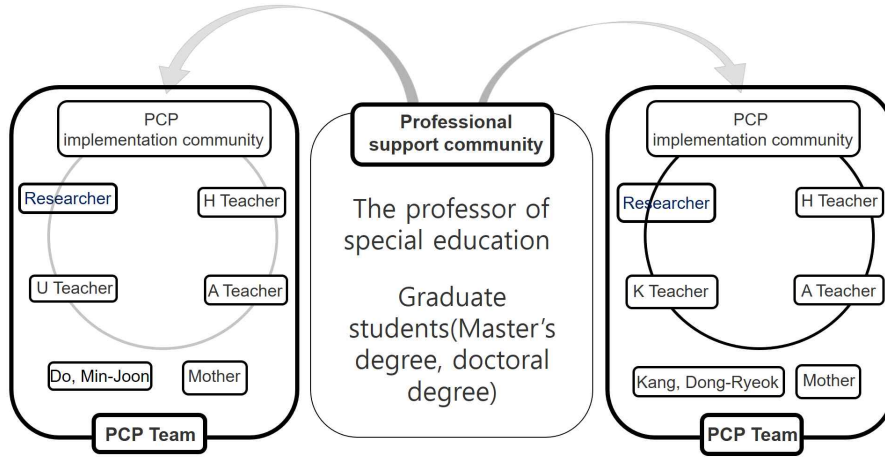 PCP
implementation community
Researcher
H Teacher
U Teacher
A Teacher
Do, Min-Joon
Mother
PCP Team
Professional
support community
The professor of
special education
Graduate
students(Master's
degree, doctoral
degree)
PCP
implementation community
Researcher
H Teacher
K Teacher
A Teacher
Kang, Dong-Ryeok
Mother
PCP Team